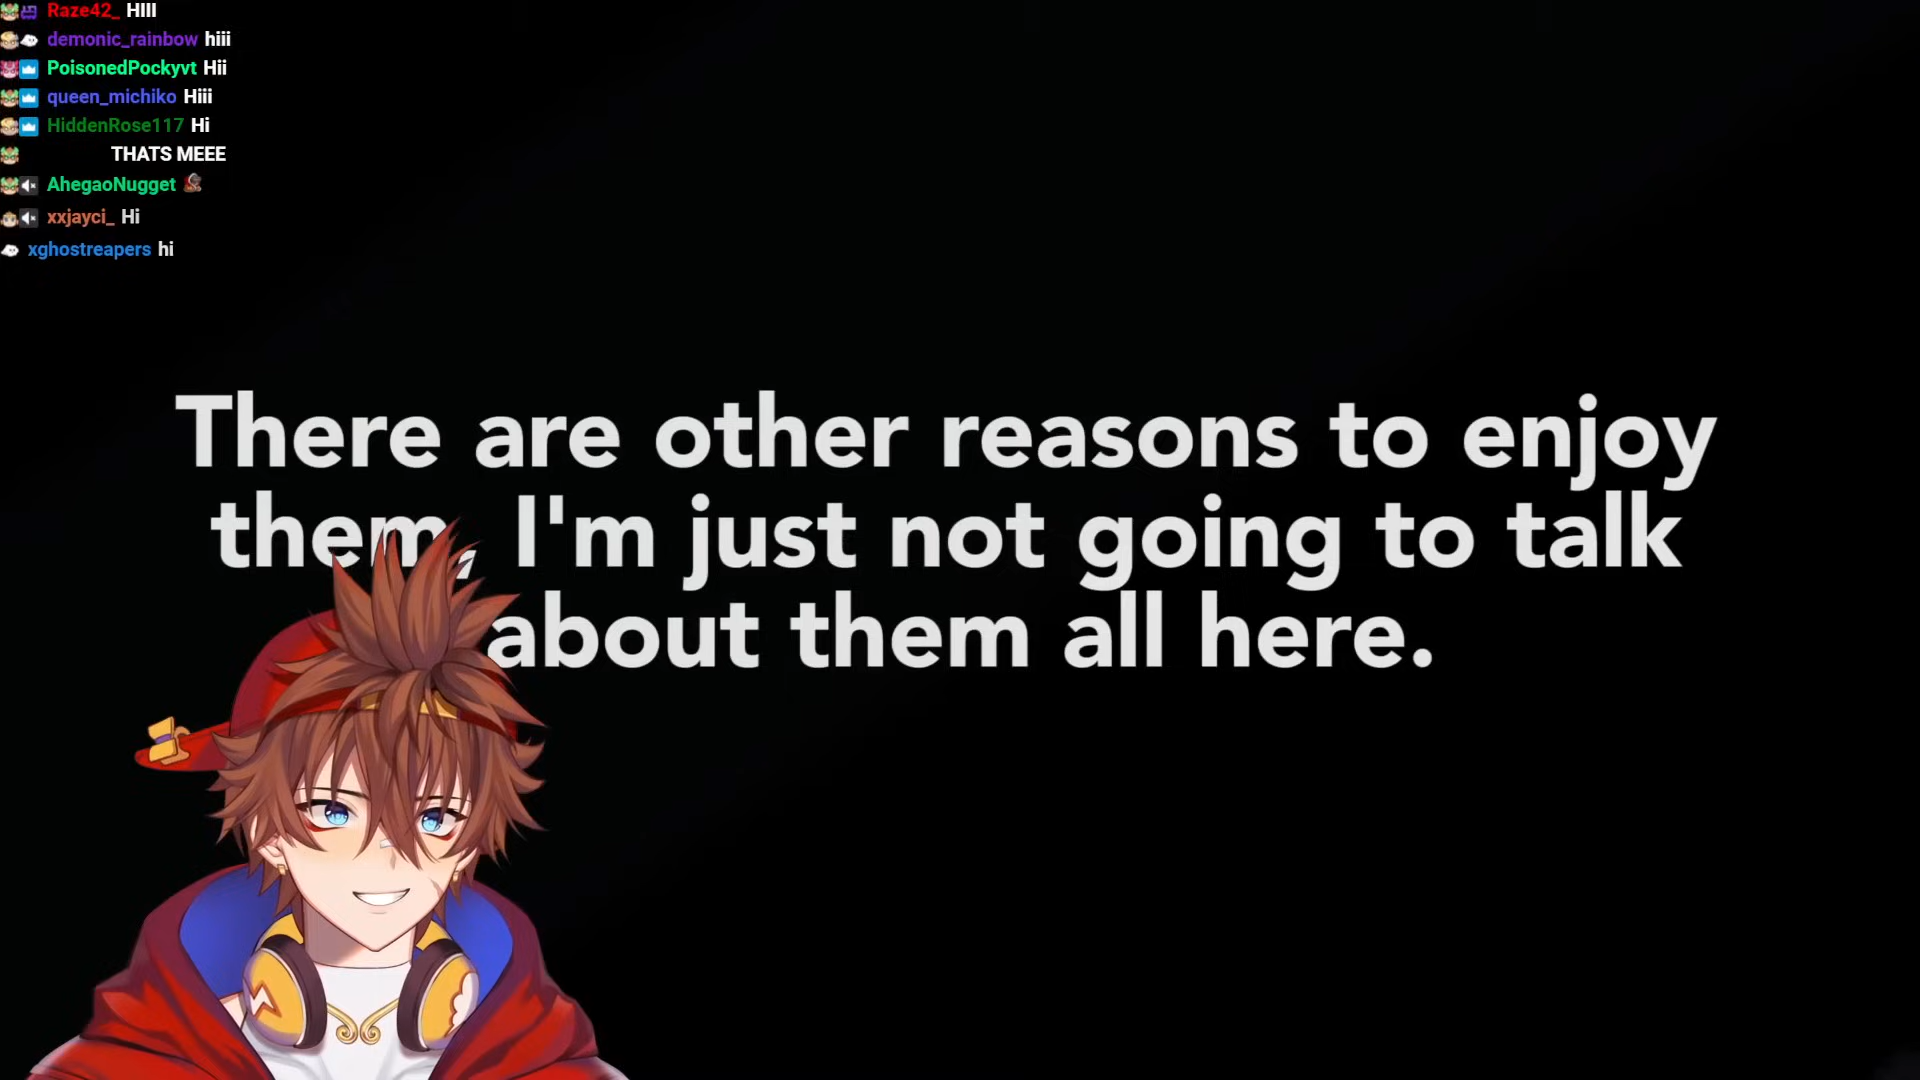 Raze42_ HIII
demonic_rainbow hiii
PoisonedPockyvt Hii
queen_michiko Hiii
HiddenRose117 Hi
THATS MEEE
AhegaoNugget
xxjayci_ Hi
xghostreapers hi
There are other reasons to enjoy
them, I'm just not going to talk
about them all here.